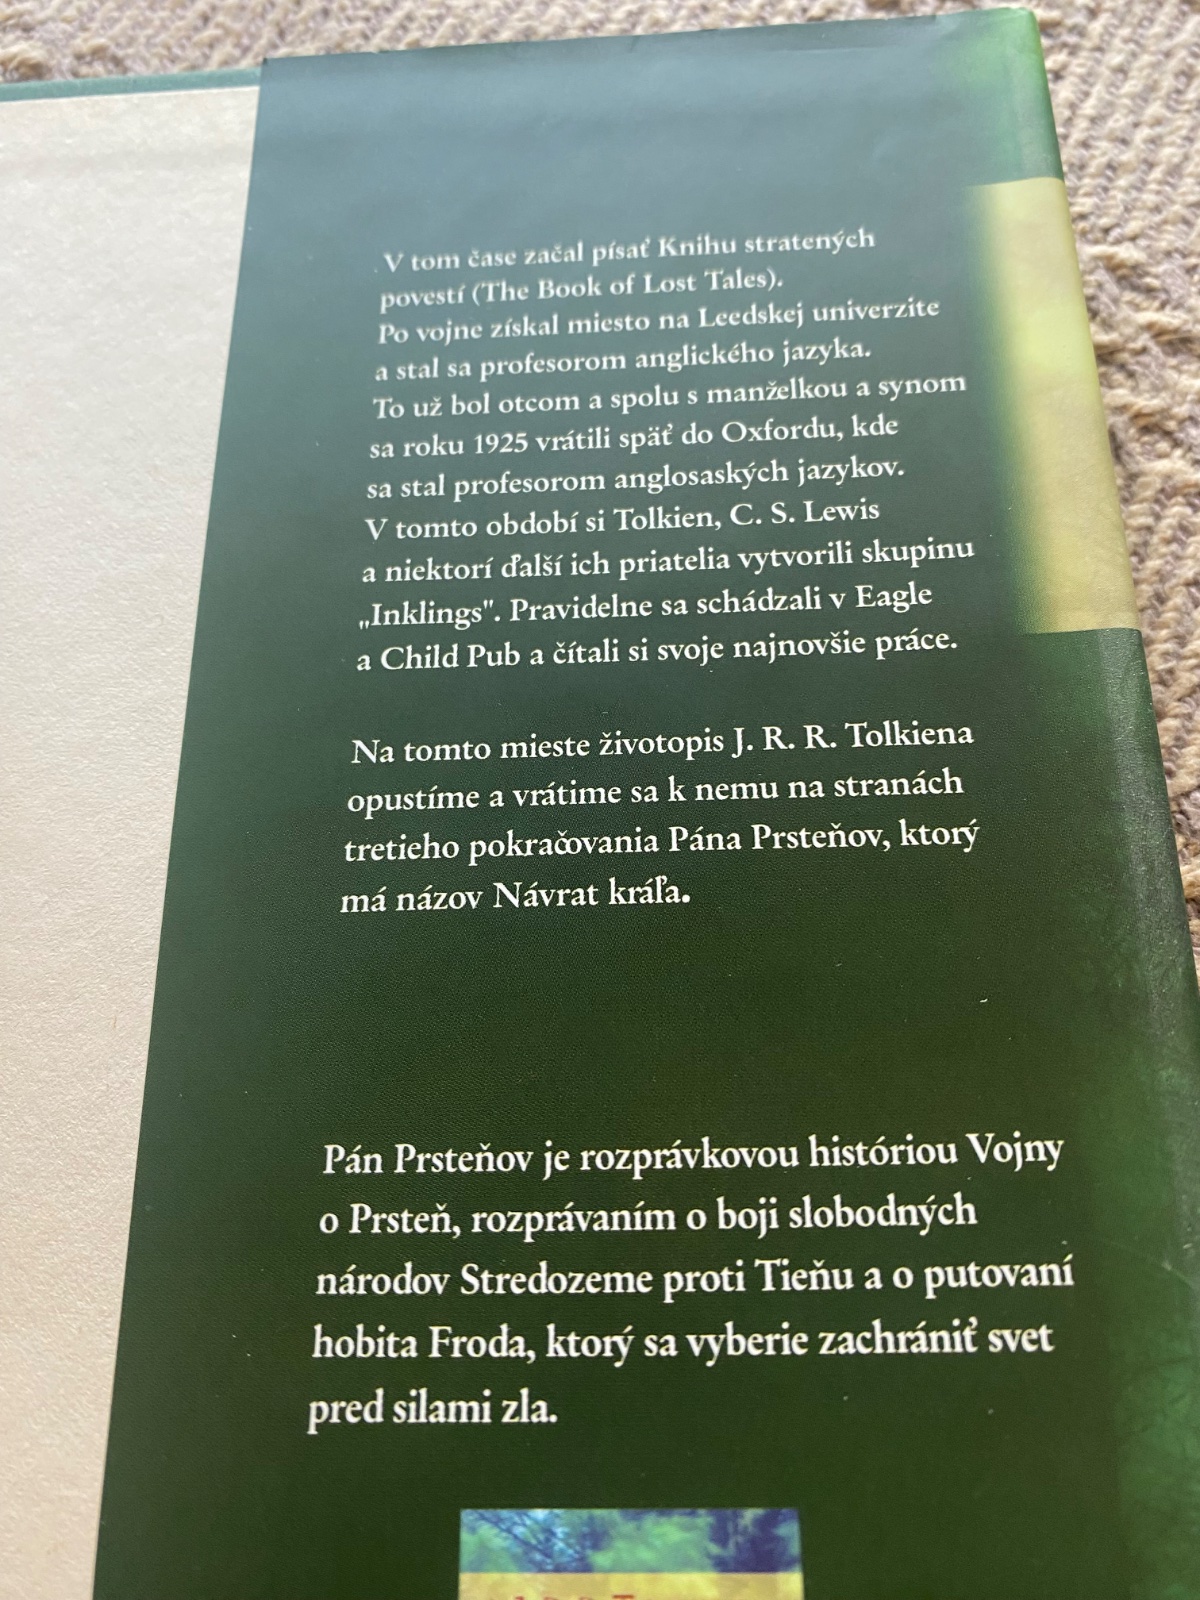 V tom čase začal písať Knihu stratených
povestí (The Book of Lost Tales).
Po vojne získal miesto na Leedskej univerzite
a stal sa profesorom anglického jazyka.
To už bol otcom a spolu s manželkou a synom
sa roku 1925 vrátili späť do Oxfordu, kde
sa stal profesorom anglosaských jazykov.
V tomto období si Tolkien, C. S. Lewis
a niektorí ďalší ich priatelia vytvorili skupinu
„Inklings". Pravidelne sa schádzali v Eagle
a Child Pub a čítali si svoje najnovšie práce.
Na tomto mieste životopis J. R. R. Tolkiena
opustíme a vrátime sa k nemu na stranách
tretieho pokračovania Pána Prsteňov, ktorý
má názov Návrat kráľa.
Pán Prsteňov je rozprávkovou históriou Vojny
o Prsteň, rozprávaním o boji slobodných
národov Stredozeme proti Tieňu a o putovaní
hobita Froda, ktorý sa vyberie zachrániť svet
pred silami zla.